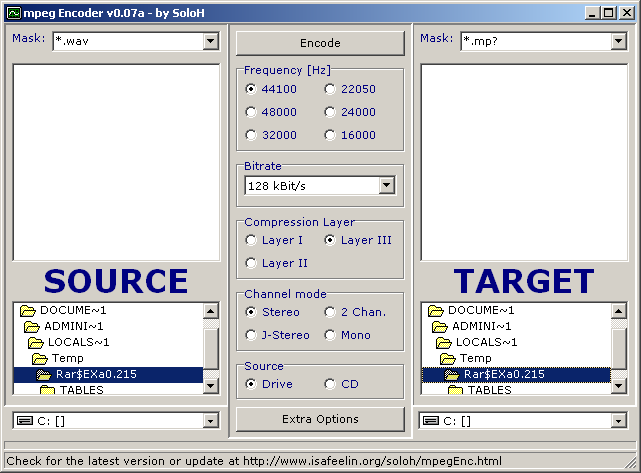 mpeg Encoder v0.07a - by SoloH
Mask: *.wav
SOURCE
DOCUME~1
ADMINI~1
LOCALS~1
Temp
Rar$EXa0.215
TABLES
C: []
Encode
Frequency [Hz]
44100 22050
48000 24000
32000 16000
Bitrate
128 kBit/s
Compression Layer
Layer I Layer III
Layer II
Channel mode
Stereo 2 Chan.
J-Stereo Mono
Source
Drive CD
Extra Options
Mask: *.mp?
TARGET
DOCUME~1
ADMINI~1
LOCALS~1
Temp
Rar$EXa0.215
TABLES
C: []
Check for the latest version or update at http://www.isafeelin.org/soloh/mpegEnc.html